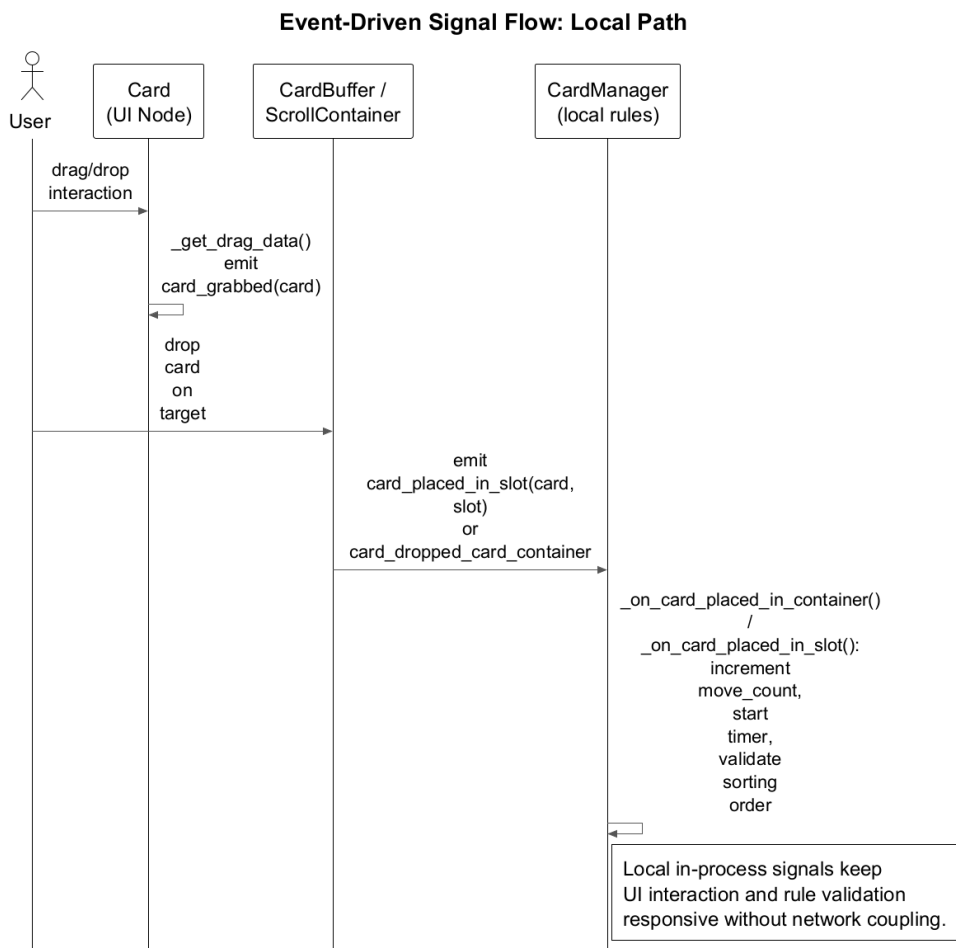 Event-Driven Signal Flow: Local Path
User
Card
(UI Node)
CardBuffer /
ScrollContainer
CardManager
(local rules)
drag/drop
interaction
_get_drag_data()
emit
card_grabbed(card)
drop
card
on
target
emit
card_placed_in_slot(card,
slot)
or
card_dropped_card_container
_on_card_placed_in_container()
/
_on_card_placed_in_slot():
increment
move_count,
start
timer,
validate
sorting
order
Local in-process signals keep
UI interaction and rule validation
responsive without network coupling.